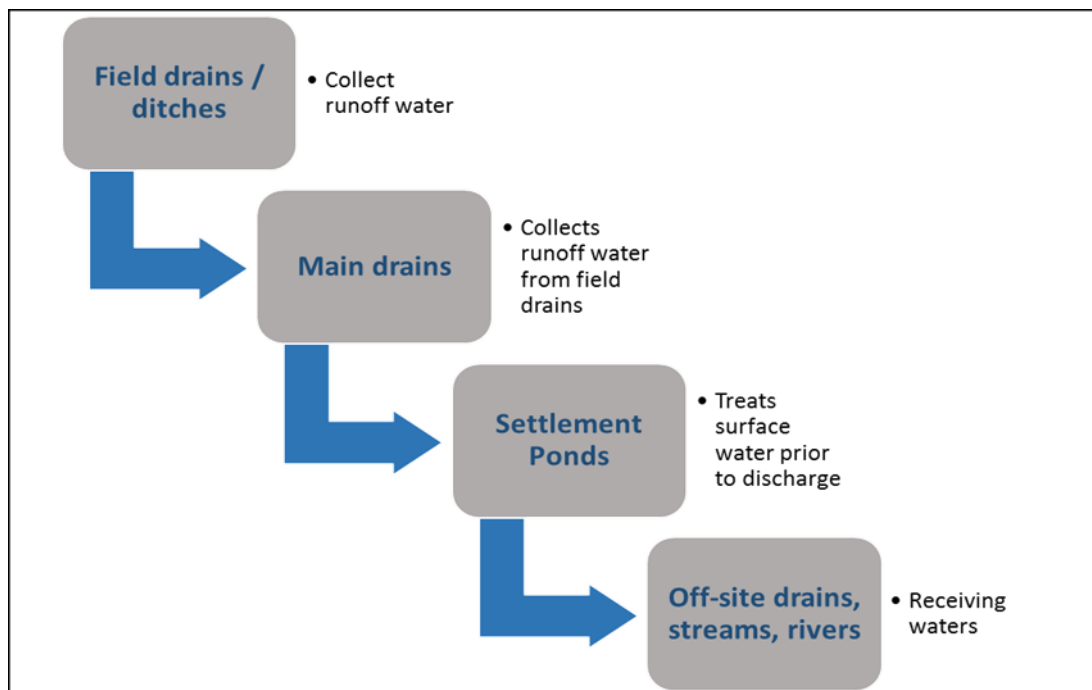 Field drains /
ditches
• Collect
runoff water
Main drains
• Collects
runoff water
from field
drains
Settlement
Ponds
• Treats
surface
water prior
to discharge
Off-site drains,
streams, rivers
• Receiving
waters